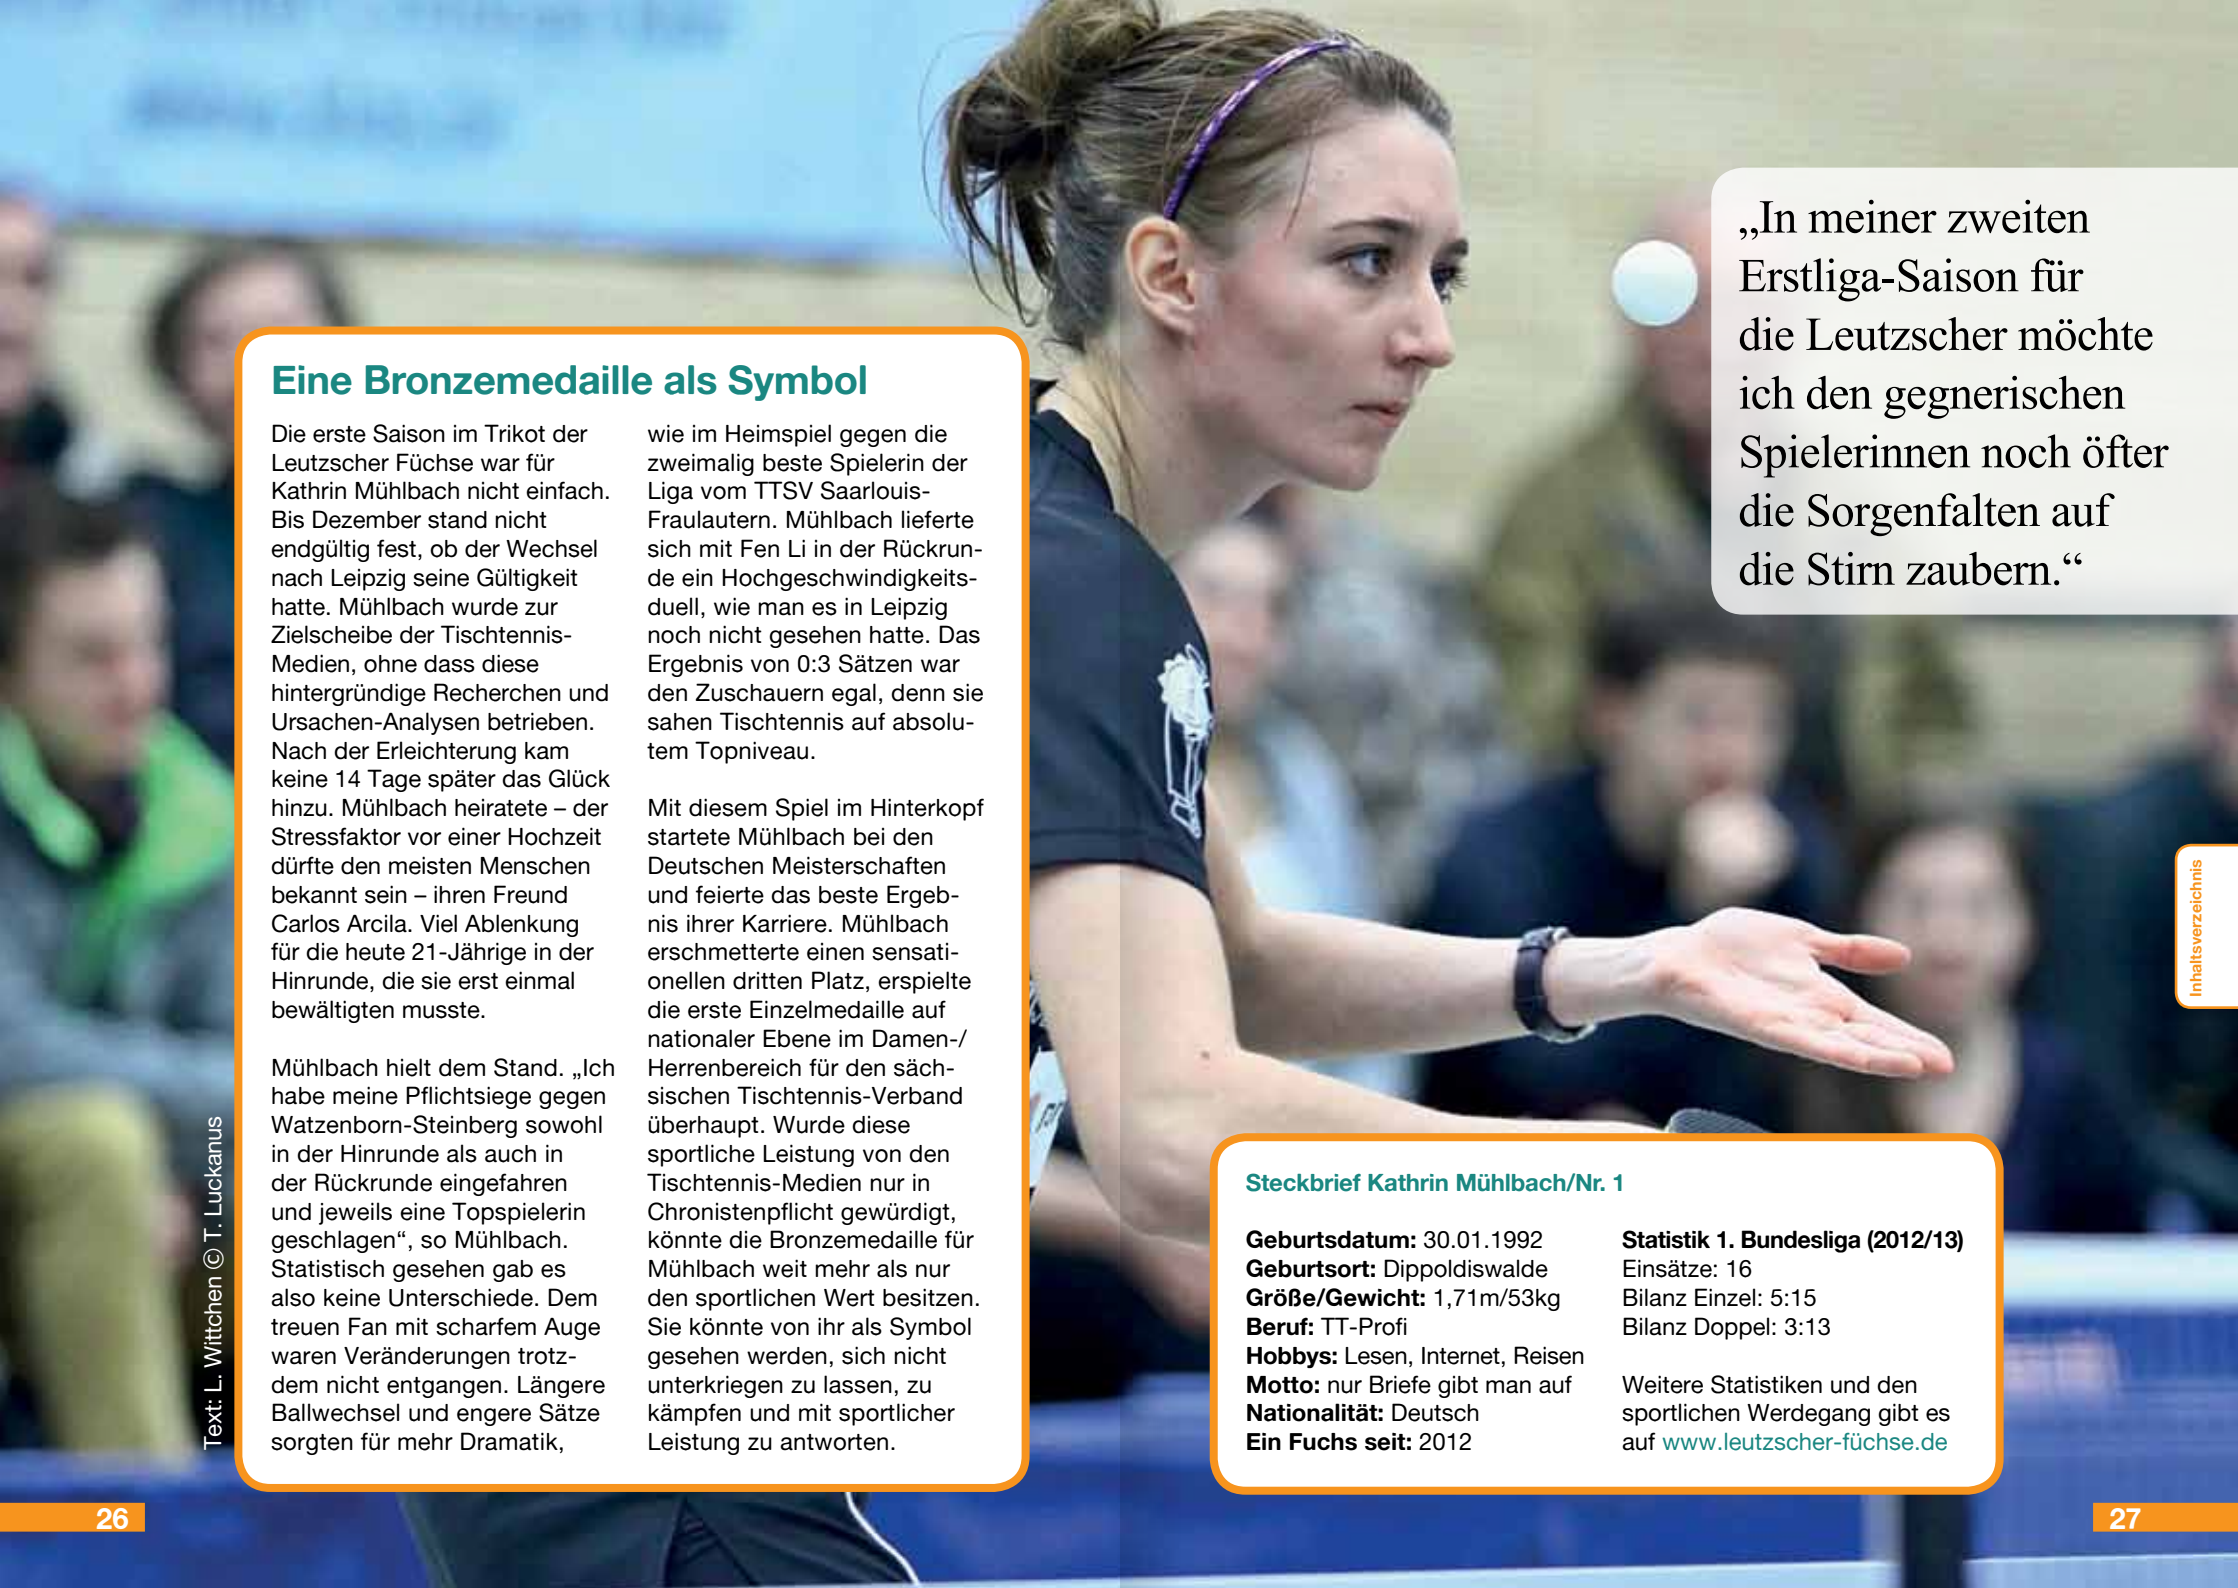 Eine Bronzemedaille als Symbol
Die erste Saison im Trikot der
Leutzscher Füchse war für
Kathrin Mühlbach nicht einfach.
Bis Dezember stand nicht
endgültig fest, ob der Wechsel
nach Leipzig seine Gültigkeit
hatte. Mühlbach wurde zur
Zielscheibe der Tischtennis-
Medien, ohne dass diese
hintergründige Recherchen und
Ursachen-Analysen betrieben.
Nach der Erleichterung kam
keine 14 Tage später das Glück
hinzu. Mühlbach heiratete – der
Stressfaktor vor einer Hochzeit
dürfte den meisten Menschen
bekannt sein – ihren Freund
Carlos Arcila. Viel Ablenkung
für die heute 21-Jährige in der
Hinrunde, die sie erst einmal
bewältigten musste.
Mühlbach hielt dem Stand. „Ich
habe meine Pflichtsiege gegen
Watzenborn-Steinberg sowohl
in der Hinrunde als auch in
der Rückrunde eingefahren
und jeweils eine Topspielerin
geschlagen“, so Mühlbach.
Statistisch gesehen gab es
also keine Unterschiede. Dem
treuen Fan mit scharfem Auge
waren Veränderungen trotz-
dem nicht entgangen. Längere
Ballwechsel und engere Sätze
sorgten für mehr Dramatik,
wie im Heimspiel gegen die
zweimalig beste Spielerin der
Liga vom TTSV Saarlouis-
Fraulautern. Mühlbach lieferte
sich mit Fen Li in der Rückrun-
de ein Hochgeschwindigkeits-
duell, wie man es in Leipzig
noch nicht gesehen hatte. Das
Ergebnis von 0:3 Sätzen war
den Zuschauern egal, denn sie
sahen Tischtennis auf absolu-
tem Topniveau.
Mit diesem Spiel im Hinterkopf
startete Mühlbach bei den
Deutschen Meisterschaften
und feierte das beste Ergeb-
nis ihrer Karriere. Mühlbach
erschmetterte einen sensati-
onellen dritten Platz, erspielte
die erste Einzelmedaille auf
nationaler Ebene im Damen-/
Herrenbereich für den säch-
sischen Tischtennis-Verband
überhaupt. Wurde diese
sportliche Leistung von den
Tischtennis-Medien nur in
Chronistenpflicht gewürdigt,
könnte die Bronzemedaille für
Mühlbach weit mehr als nur
den sportlichen Wert besitzen.
Sie könnte von ihr als Symbol
gesehen werden, sich nicht
unterkriegen zu lassen, zu
kämpfen und mit sportlicher
Leistung zu antworten.
Text: L. Wittchen © T. Luckanus
26
„In meiner zweiten
Erstliga-Saison für
die Leutzscher möchte
ich den gegnerischen
Spielerinnen noch öfter
die Sorgenfalten auf
die Stirn zaubern.“
Inhaltsverzeichnis
Steckbrief Kathrin Mühlbach/Nr. 1
Geburtsdatum: 30.01.1992
Geburtsort: Dippoldiswalde
Größe/Gewicht: 1,71m/53kg
Beruf: TT-Profi
Hobbys: Lesen, Internet, Reisen
Motto: nur Briefe gibt man auf
Nationalität: Deutsch
Ein Fuchs seit: 2012
Statistik 1. Bundesliga (2012/13)
Einsätze: 16
Bilanz Einzel: 5:15
Bilanz Doppel: 3:13
Weitere Statistiken und den
sportlichen Werdegang gibt es
auf www.leutzscher-füchse.de
27